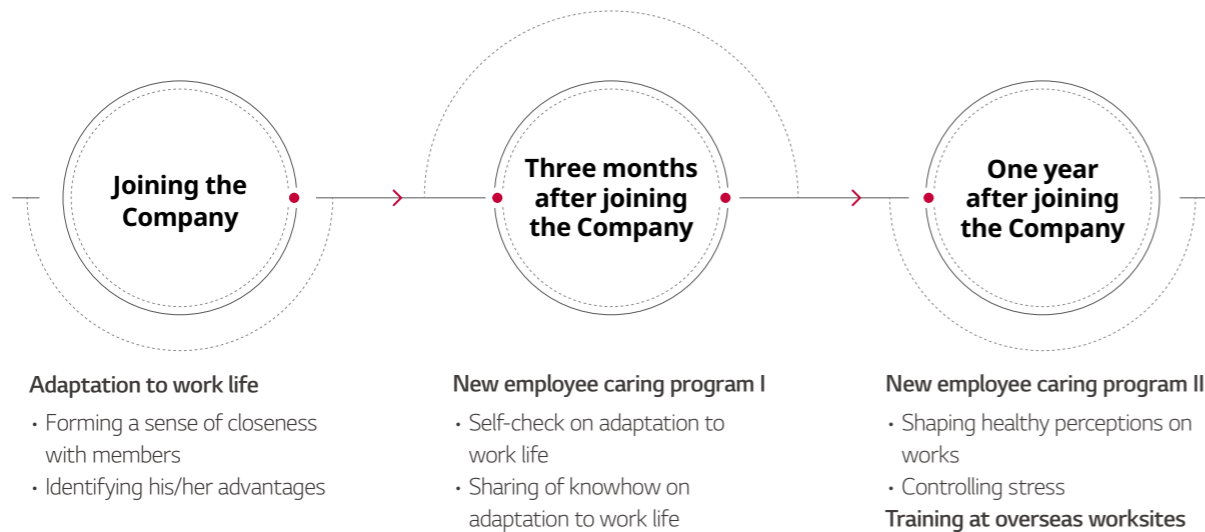 Joining the
Company
Three months
after joining
the Company
One year
after joining
the Company
Adaptation to work life
• Forming a sense of closeness
with members
• Identifying his/her advantages
New employee caring program I
• Self-check on adaptation to
work life
• Sharing of knowhow on
adaptation to work life
New employee caring program II
• Shaping healthy perceptions on
works
• Controlling stress
Training at overseas worksites